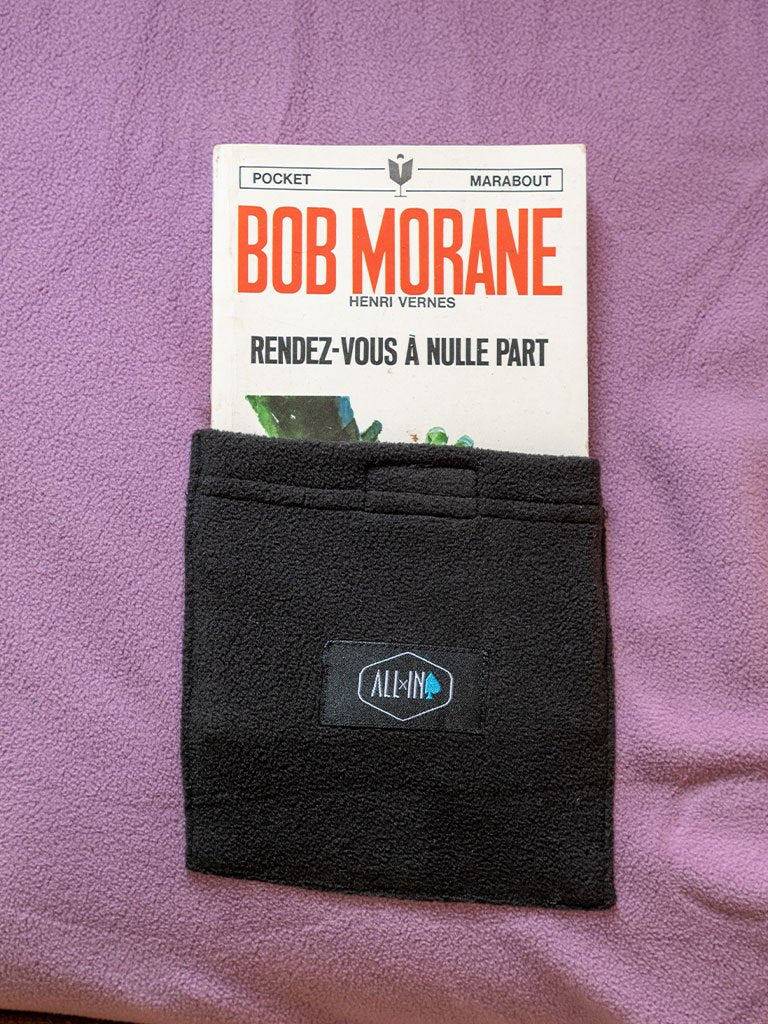 POCKET MARABOUT
BOB MORANE
HENRI VERNES
RENDEZ-VOUS À NULLE PART
ALL×IN